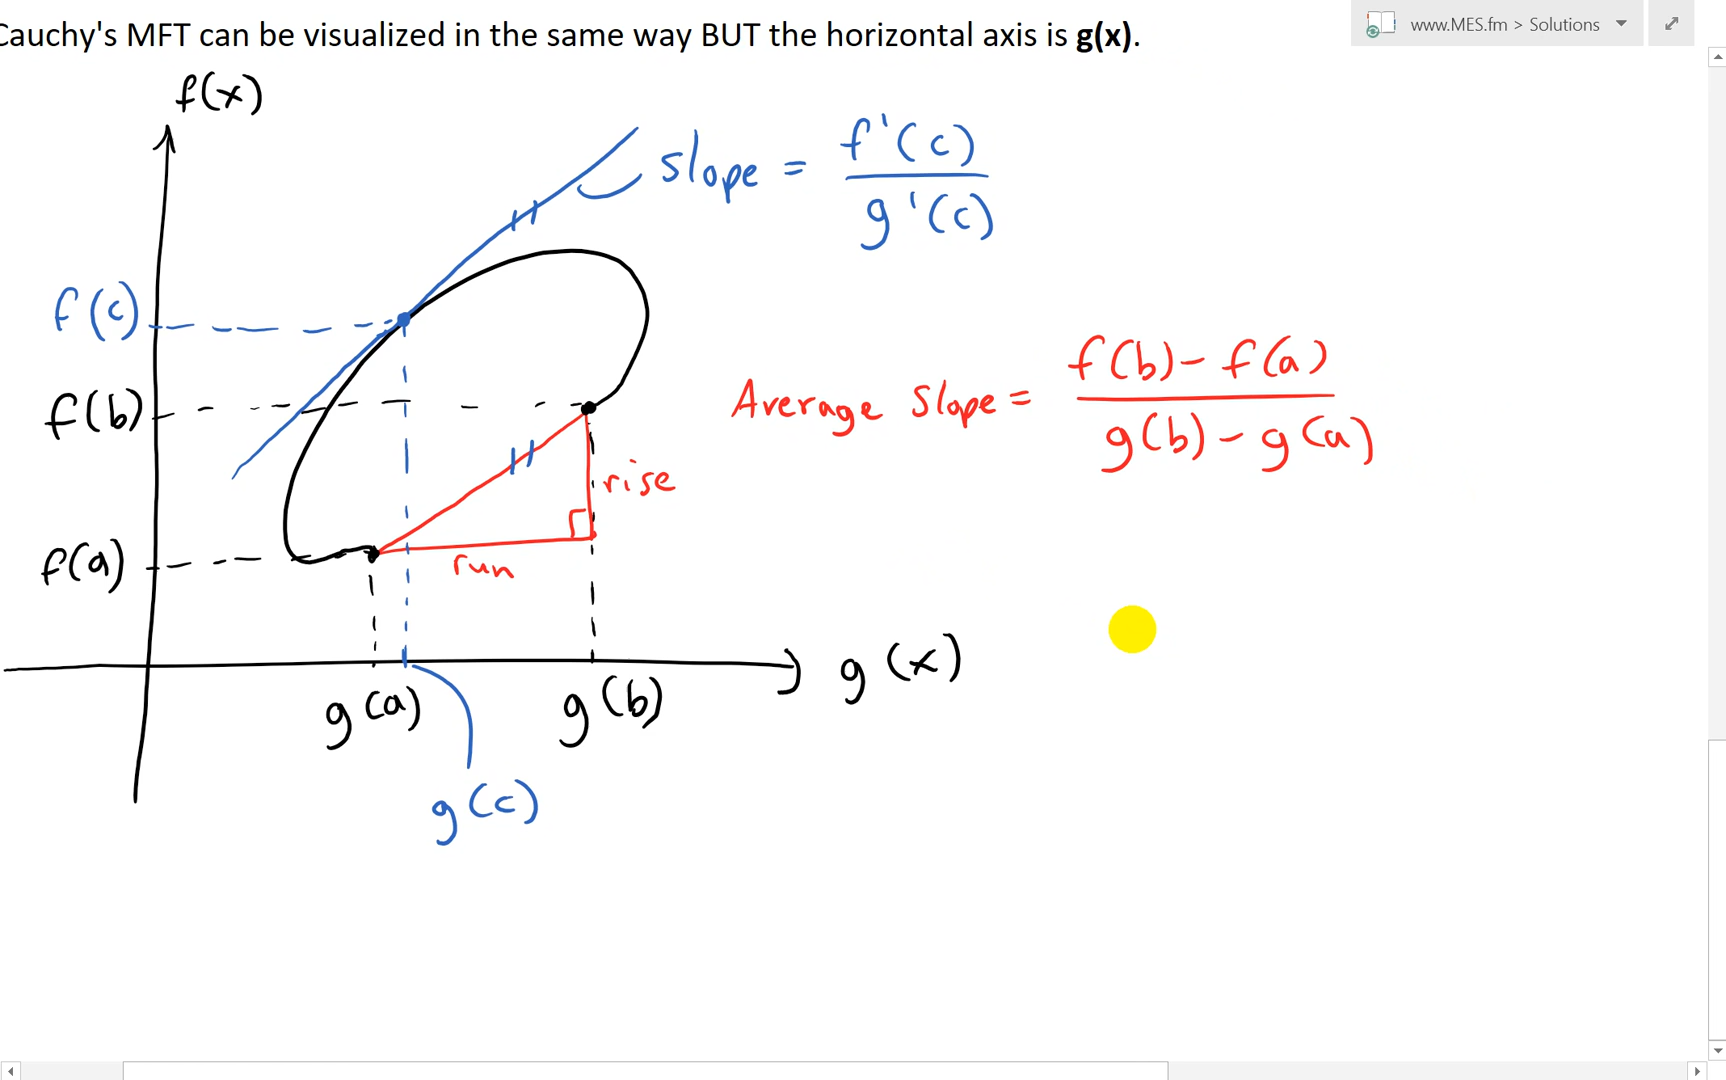 Cauchy's MFT can be visualized in the same way BUT the horizontal axis is g(x).
www.MES.fm > Solutions
f(x)
slope = f'(c) / g'(c)
f(c)
f(b)
Average Slope = f(b) - f(a) / g(b) - g(a)
rise
f(a)
run
g(x)
g(a)
g(b)
g(c)